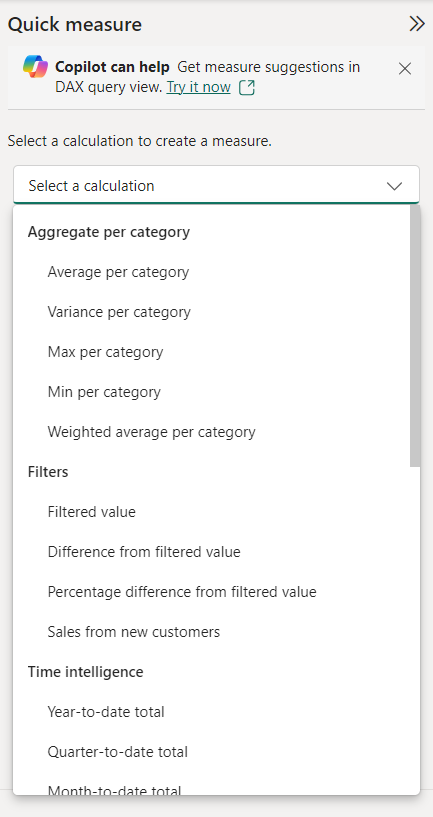 Quick measure
Copilot can help Get measure suggestions in
DAX query view. Try it now
Select a calculation to create a measure.
Select a calculation
Aggregate per category
Average per category
Variance per category
Max per category
Min per category
Weighted average per category
Filters
Filtered value
Difference from filtered value
Percentage difference from filtered value
Sales from new customers
Time intelligence
Year-to-date total
Quarter-to-date total
Month-to-date total